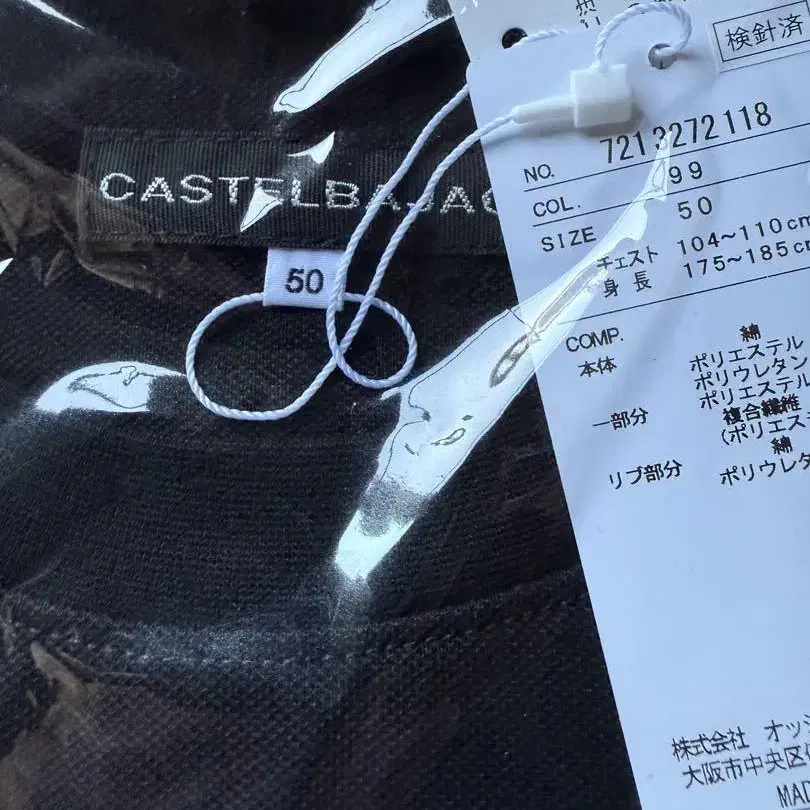 CASTELBAJAC
50
検針済
NO. 7213272118
COL. 99
SIZE 50
チェスト 104~110cm
身長 175~185cm
COMP.
本体
綿
ポリエステル
ポリウレタン
ポリエステル
一部分
複合繊維
(ポリエス
リブ部分
綿
ポリウレタ
株式会社 オッ
大阪市中央区
MAD